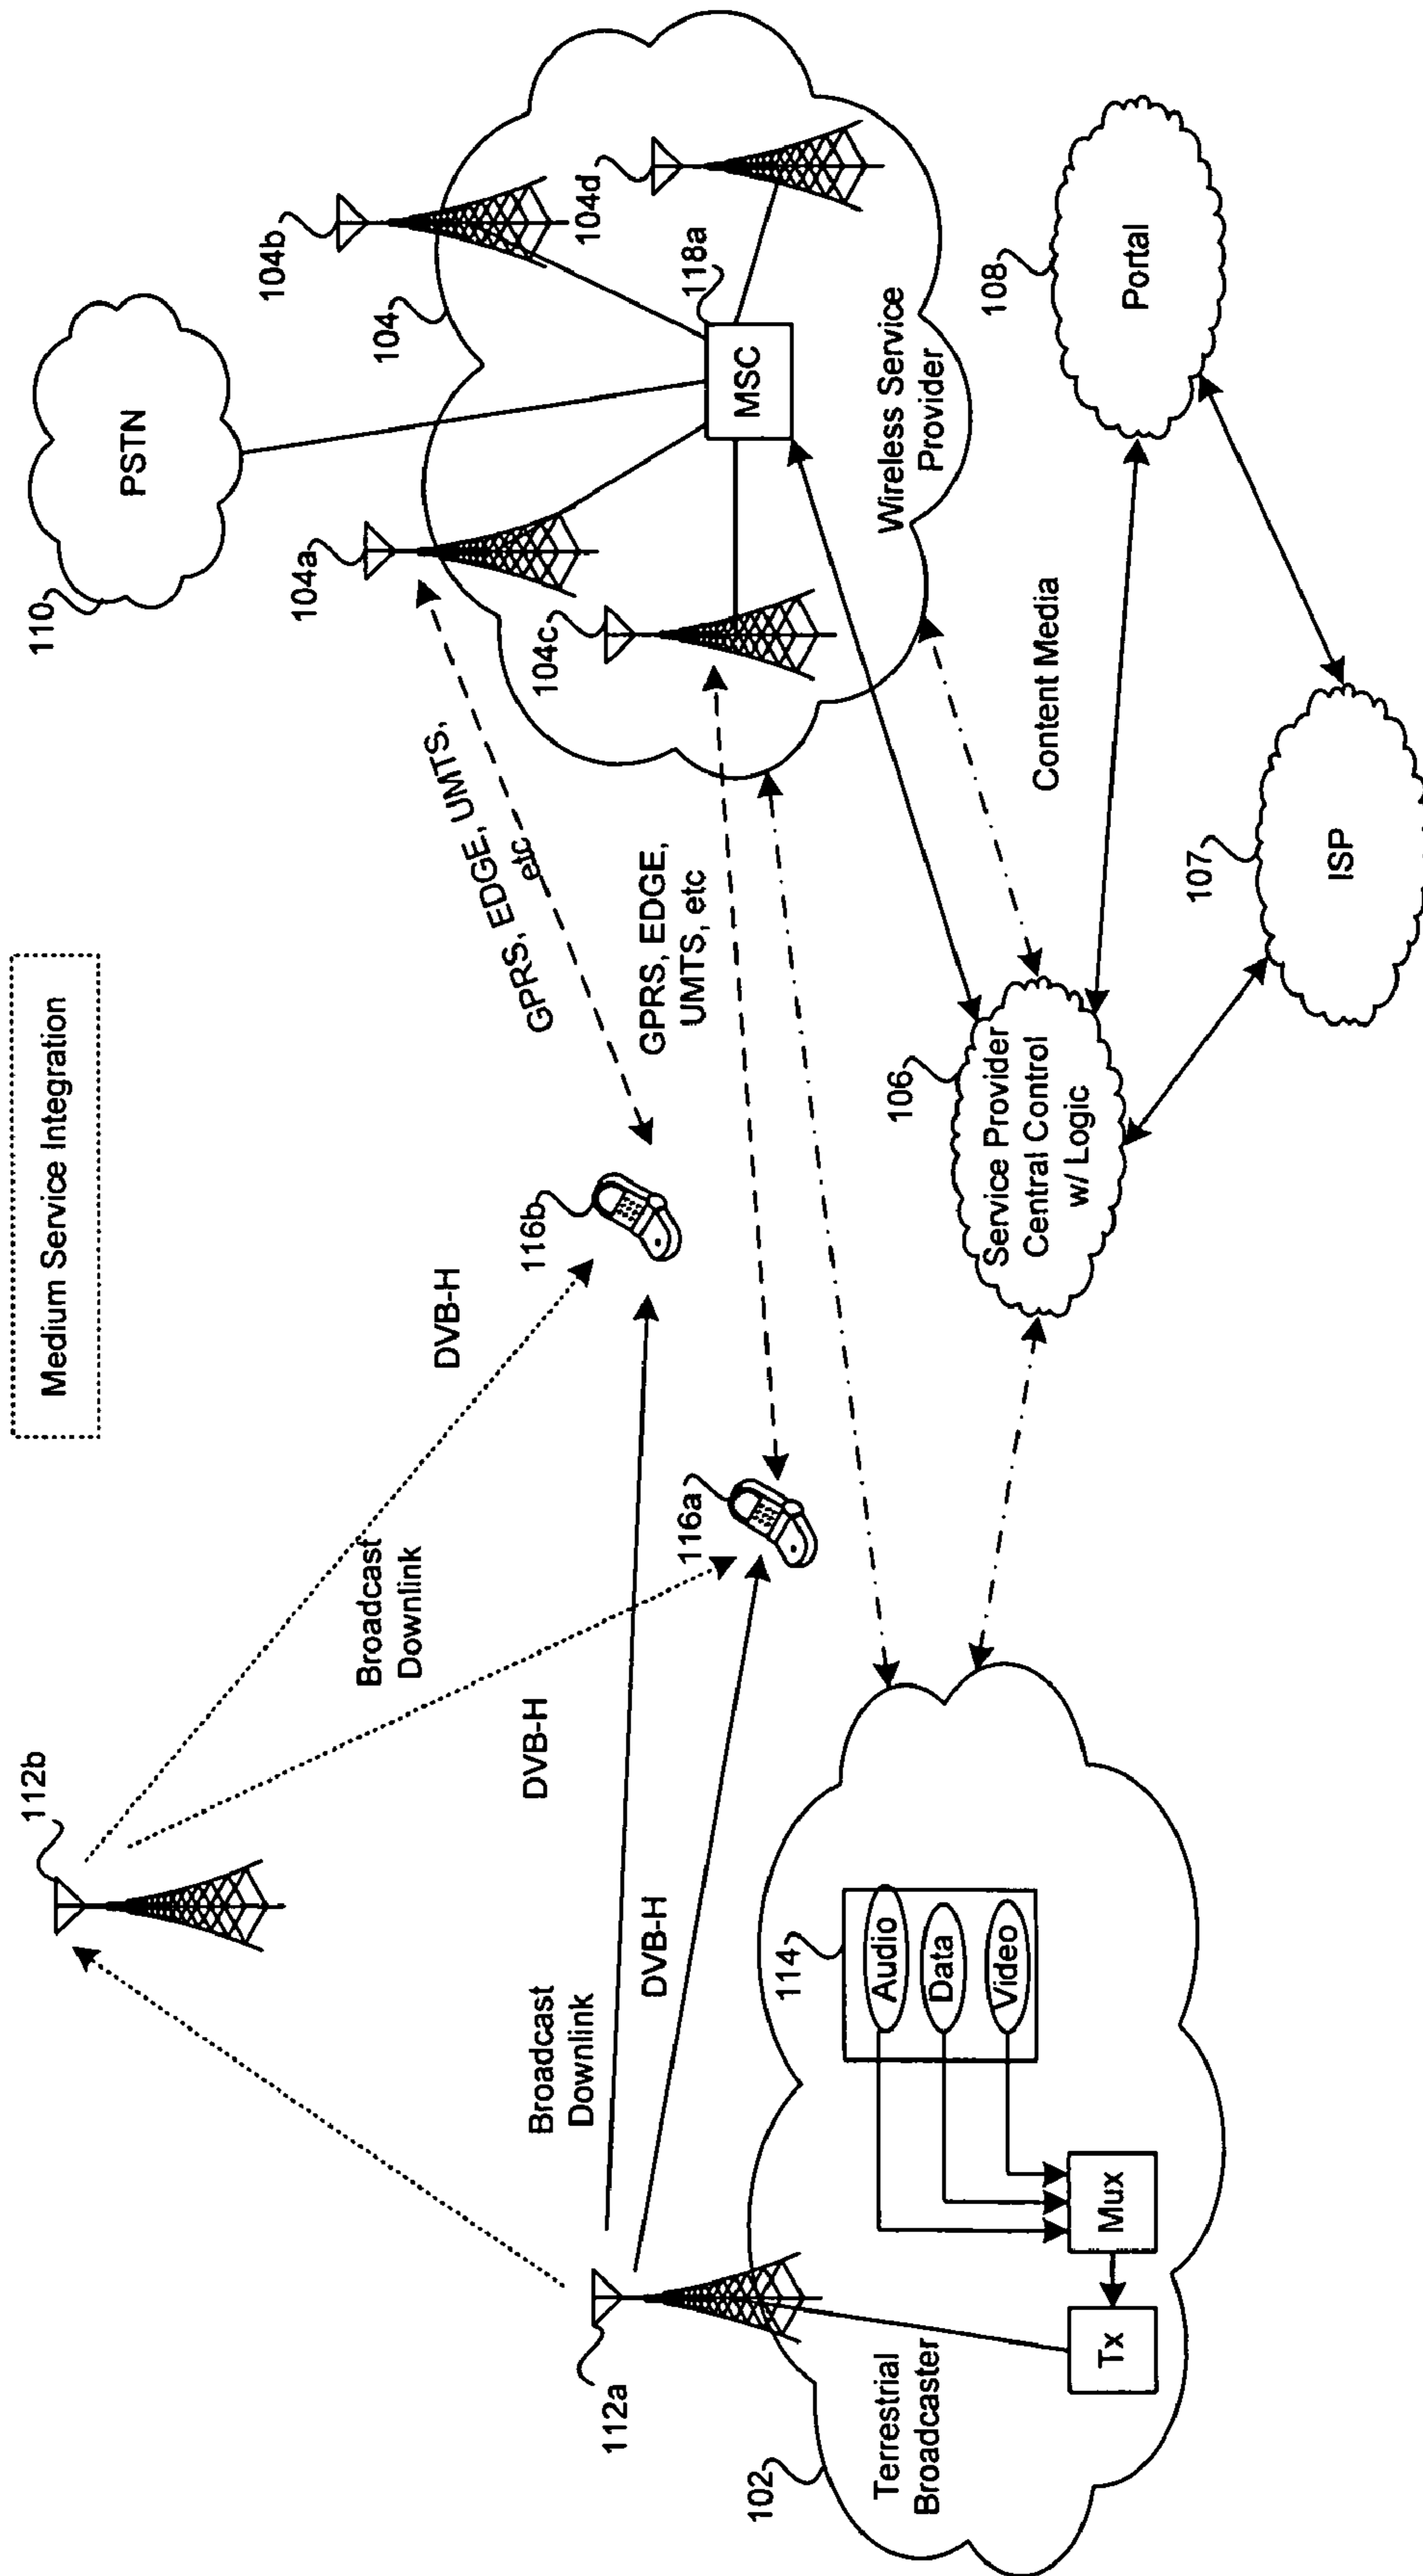 Medium Service Integration
112b
110
PSTN
104b
104
104a
104c
104d
118a
MSC
Wireless Service
Provider
GPRS, EDGE, UMTS,
etc
GPRS, EDGE,
UMTS, etc
DVB-H
Broadcast
Downlink
116b
DVB-H
116a
Broadcast
Downlink
DVB-H
112a
102
Terrestrial
Broadcaster
114
Audio
Data
Video
Mux
Tx
106
Service Provider
Central Control
w/ Logic
Content Media
108
Portal
107
ISP